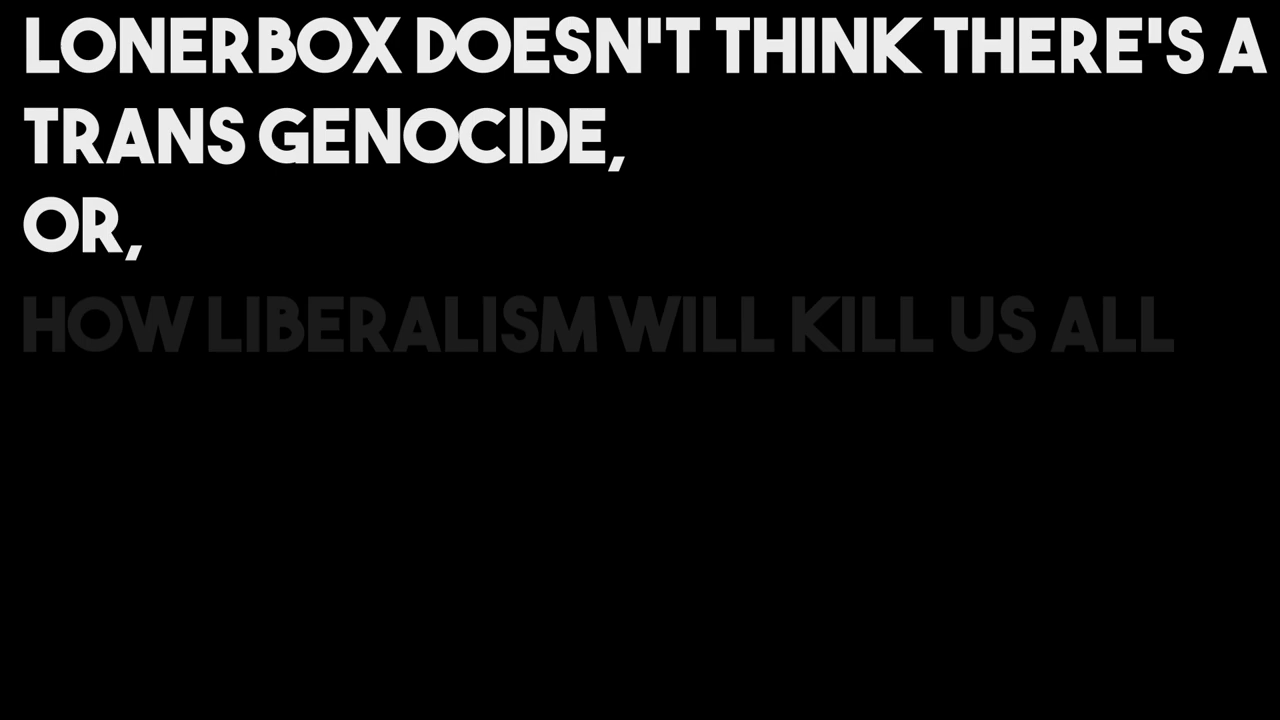 LONERBOX DOESN'T THINK THERE'S A
TRANS GENOCIDE,
OR,
HOW LIBERALISM WILL KILL US ALL